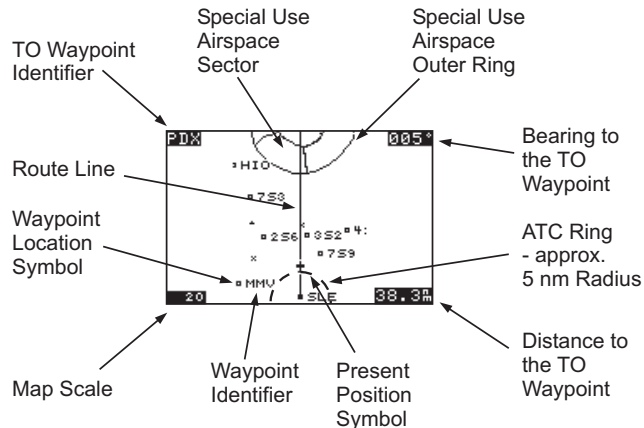 Special Use
Airspace
Sector
Special Use
Airspace
Outer Ring
TO Waypoint
Identifier
PDX
005°
Bearing to
the TO
Waypoint
HIO
Route Line
7S3
Waypoint
Location
Symbol
2S6
3S2
4:
7S9
ATC Ring
- approx.
5 nm Radius
MMV
SLE
20
38.3nm
Map Scale
Waypoint
Identifier
Present
Position
Symbol
Distance to
the TO
Waypoint